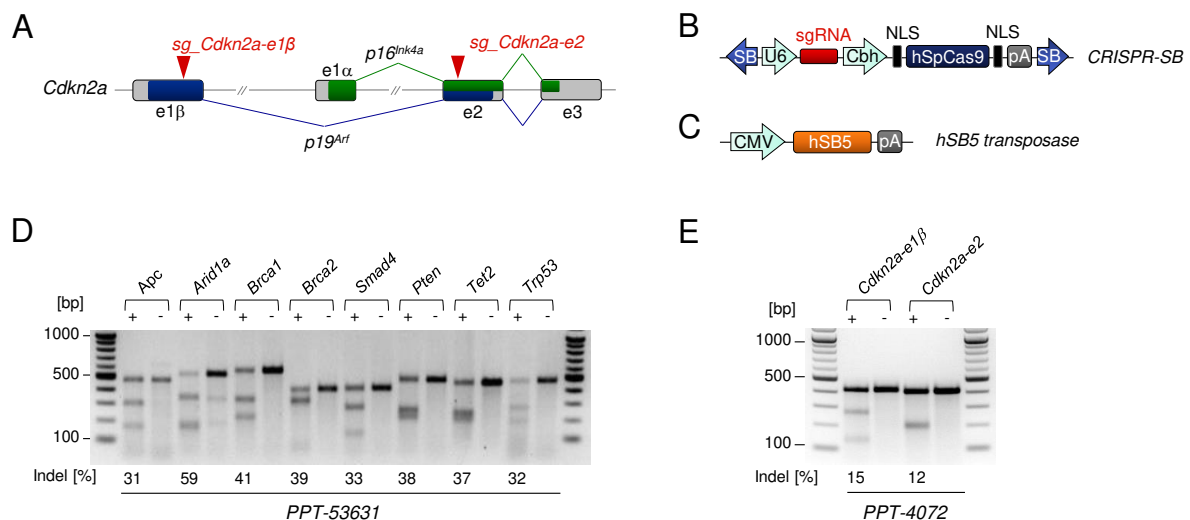 A
sg_Cdkn2a-e1β
p16Ink4a
sg_Cdkn2a-e2
e1α
Cdkn2a
//
//
e1β
e2
e3
p19Arf
B
sgRNA
NLS
NLS
SB
U6
Cbh
hSpCas9
pA
SB
CRISPR-SB
C
CMV
hSB5
pA
hSB5 transposase
D
Apc
Arid1a
Brca1
Brca2
Smad4
Pten
Tet2
Trp53
[bp]
+ - + - + - + - + - + - + - + -
1000
500
100
Indel [%]
31 59 41 39 33 38 37 32
PPT-53631
E
Cdkn2a-e1β
Cdkn2a-e2
[bp]
+ - + -
1000
500
100
Indel [%]
15 12
PPT-4072